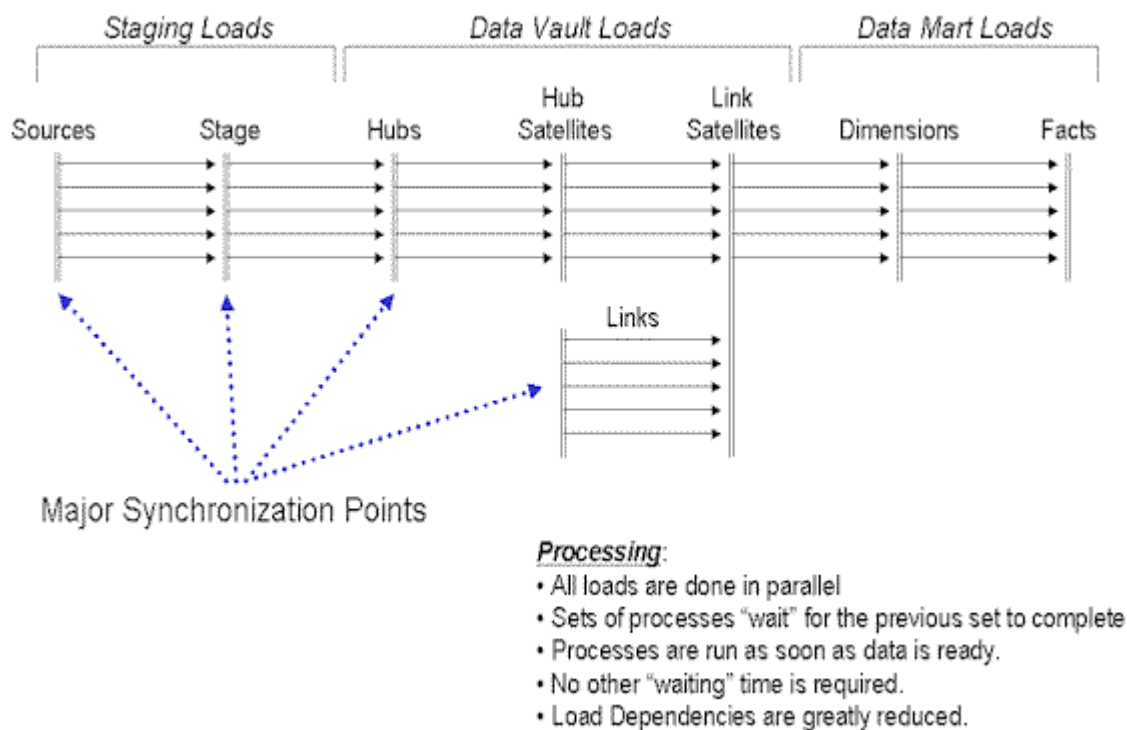 Staging Loads
Data Vault Loads
Data Mart Loads
Sources
Stage
Hubs
Hub
Satellites
Link
Satellites
Dimensions
Facts
Links
Major Synchronization Points
Processing:
• All loads are done in parallel
• Sets of processes “wait” for the previous set to complete
• Processes are run as soon as data is ready.
• No other “waiting” time is required.
• Load Dependencies are greatly reduced.